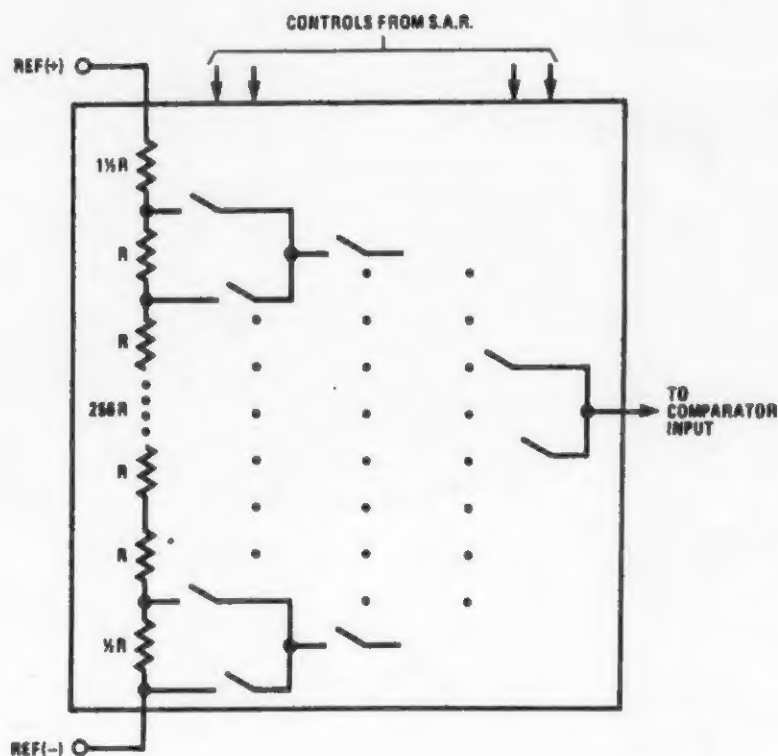 CONTROLS FROM S.A.R.
REF(+)
1½R
R
R
256R
R
R
½R
TO
COMPARATOR
INPUT
REF(−)